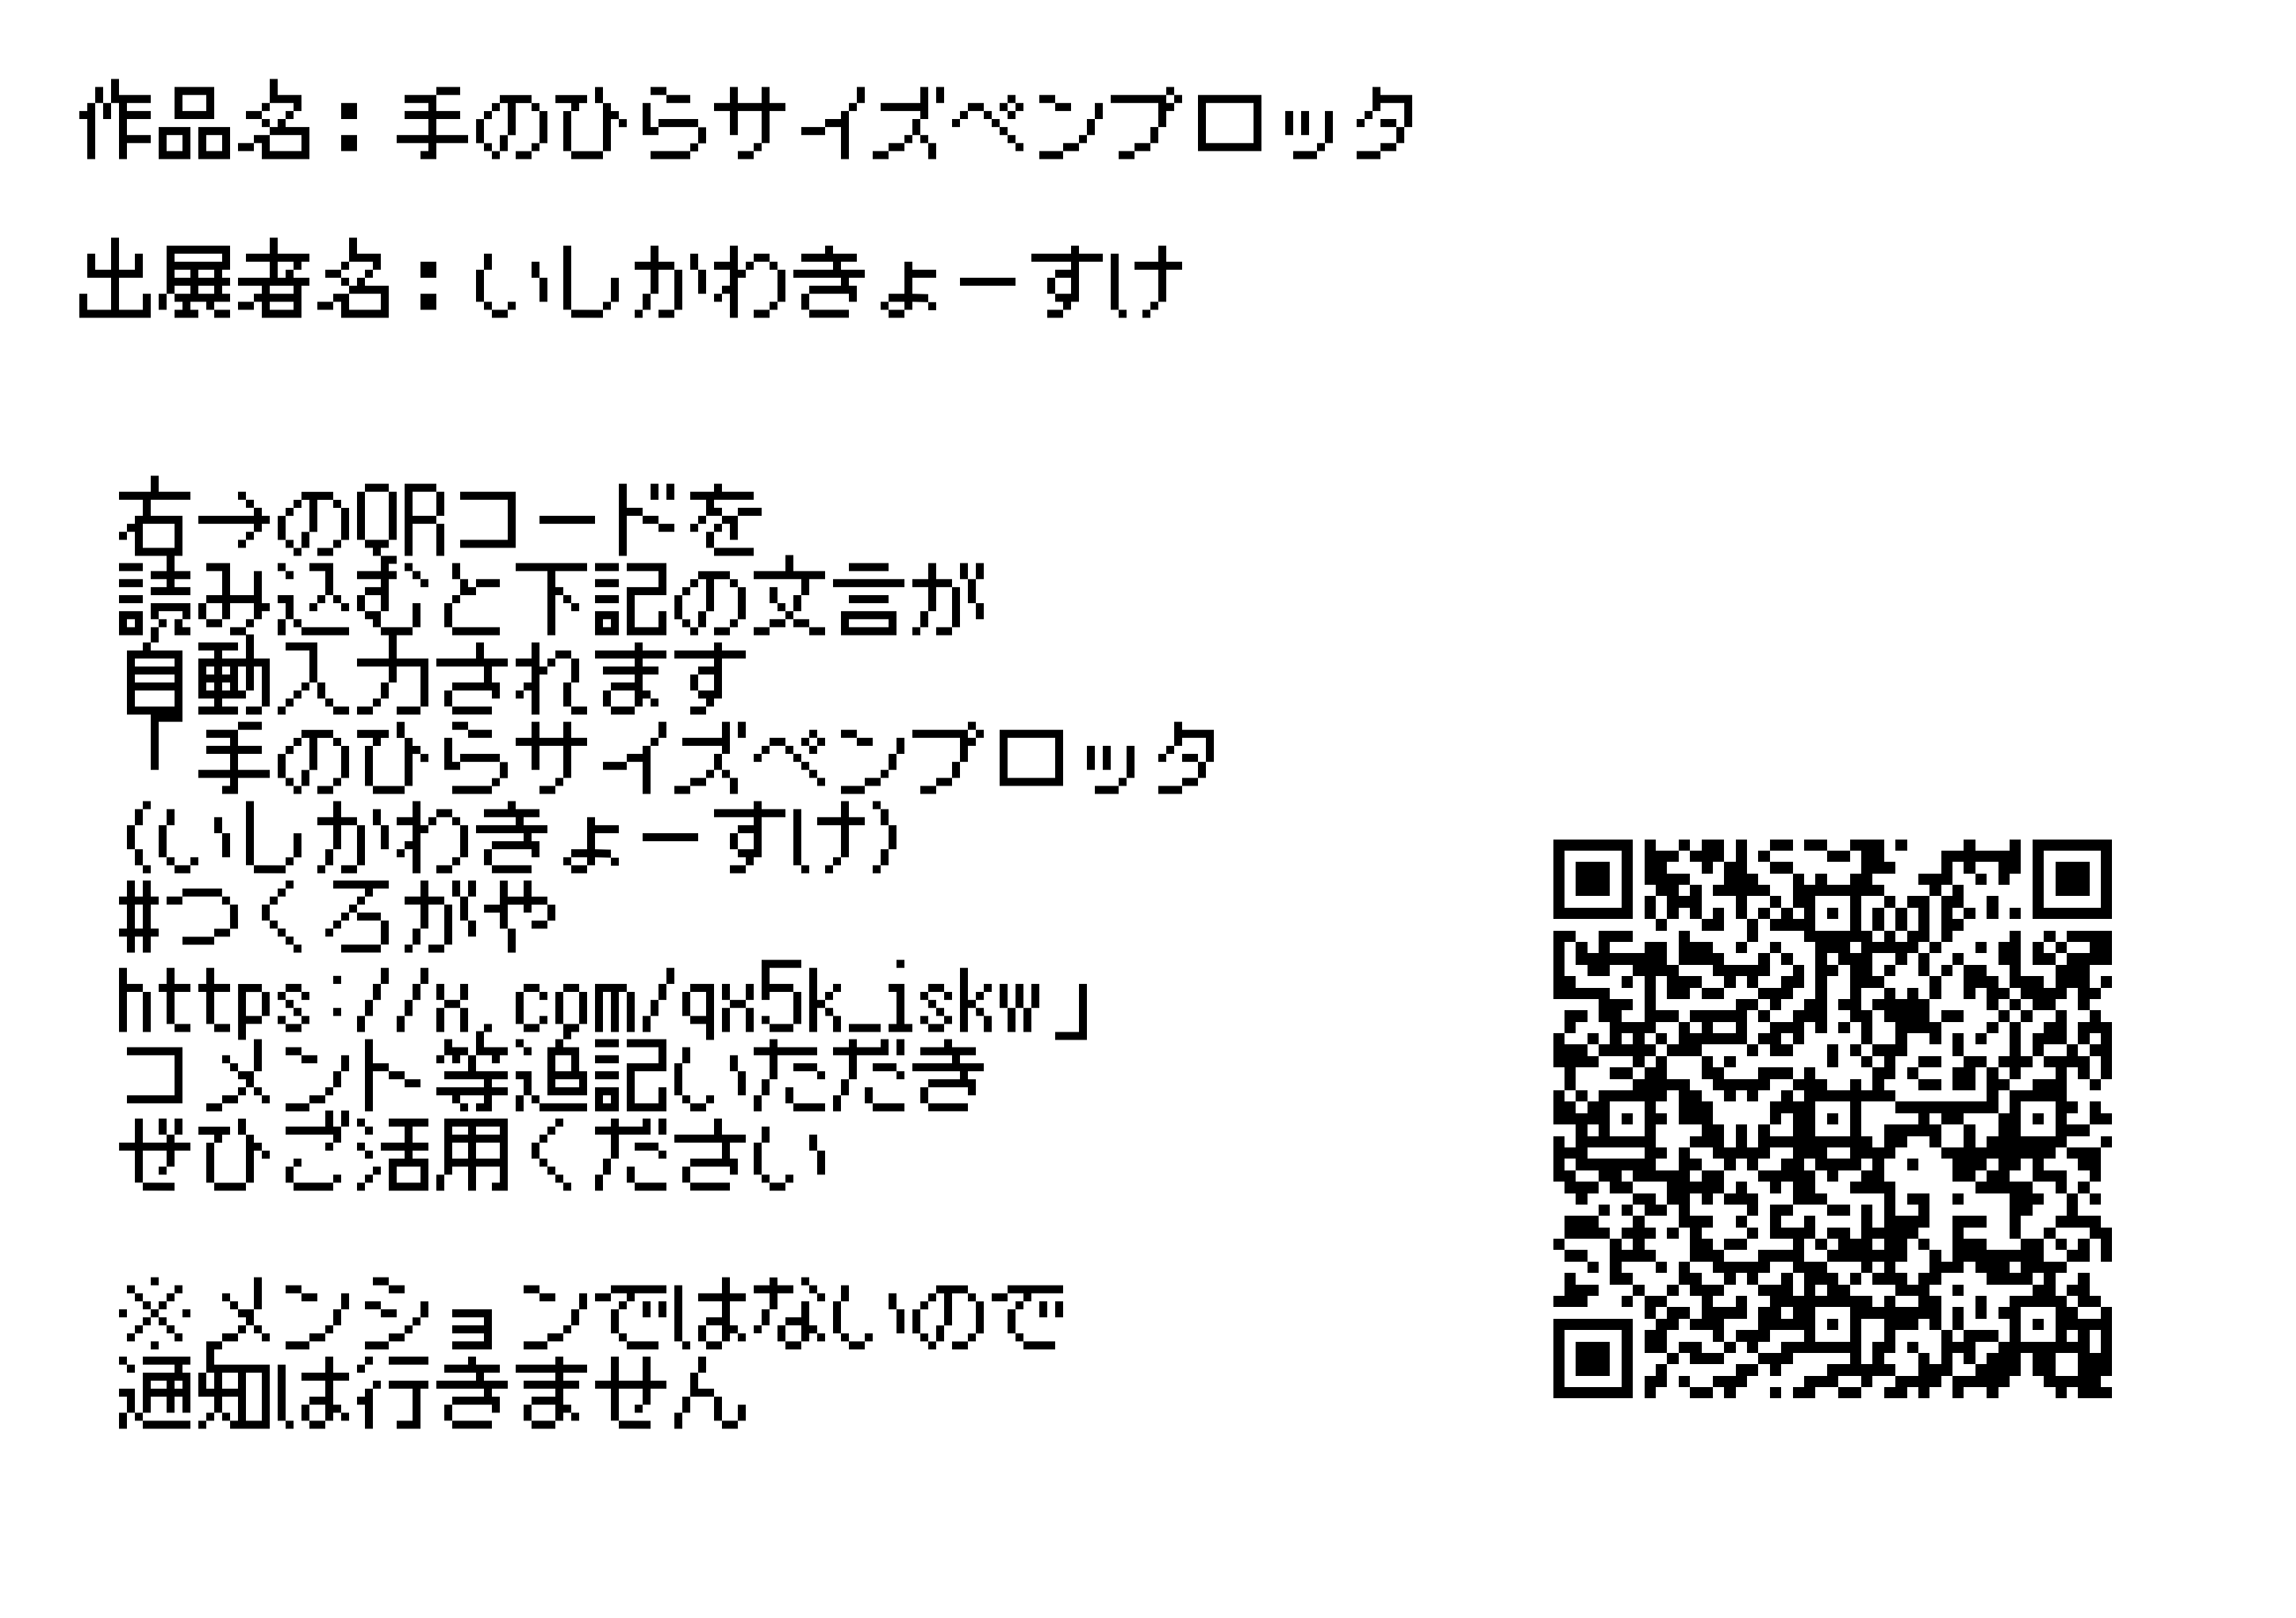 作品名：手のひらサイズペンプロッタ
出展者名：いしかわきょーすけ
右→のQRコードを
読み込むと下記の文言が
自動入力されます
「手のひらサイズペンプロッタ
(いしかわきょーすけ)
#つくろがや
https://x.com/qx5k_iskw」
コメント等追記いただき
ぜひご活用ください
※メンションではないので
通知は行きません